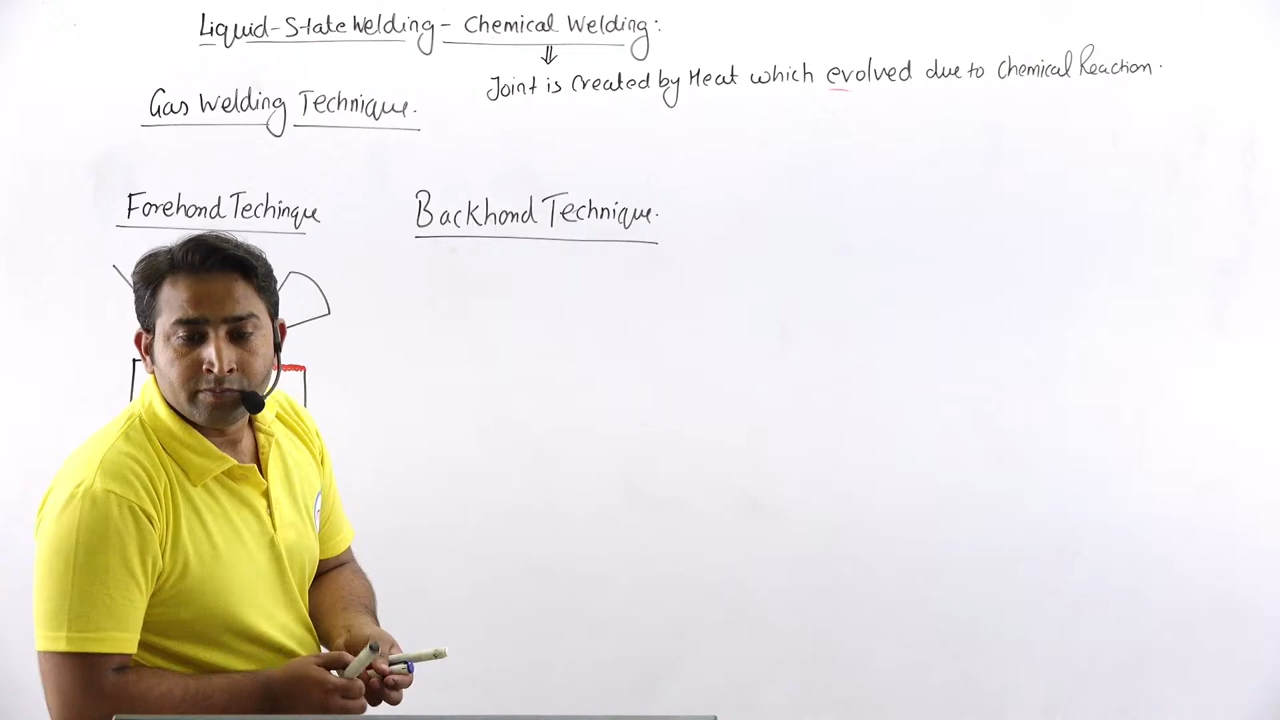 Liquid-State Welding - Chemical Welding:
⇓
Joint is created by Heat which evolved due to Chemical Reaction.
Gas Welding Technique.
Forehond Techinque
Backhond Technique.